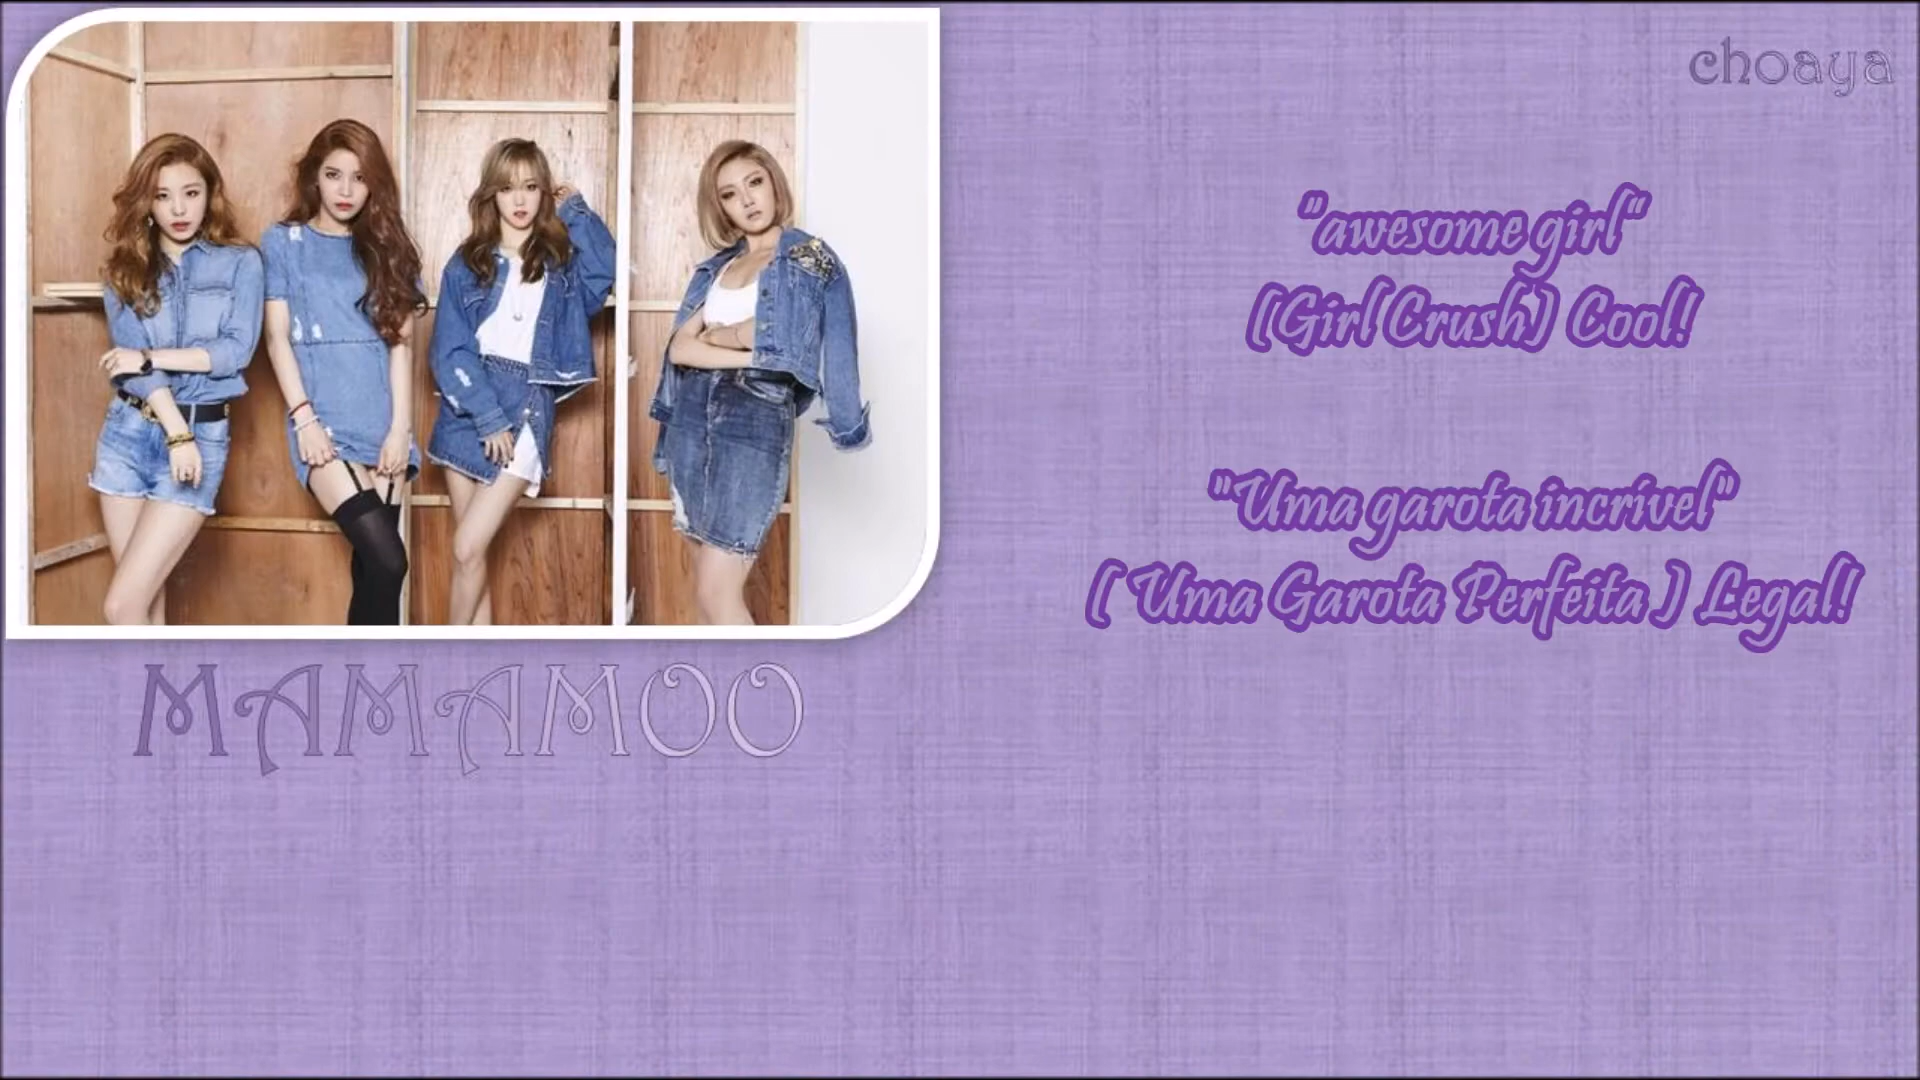 choaya
"awesome girl"
(Girl Crush) Cool!
"Uma garota incrível"
( Uma Garota Perfeita ) Legal!
MAMAMOO